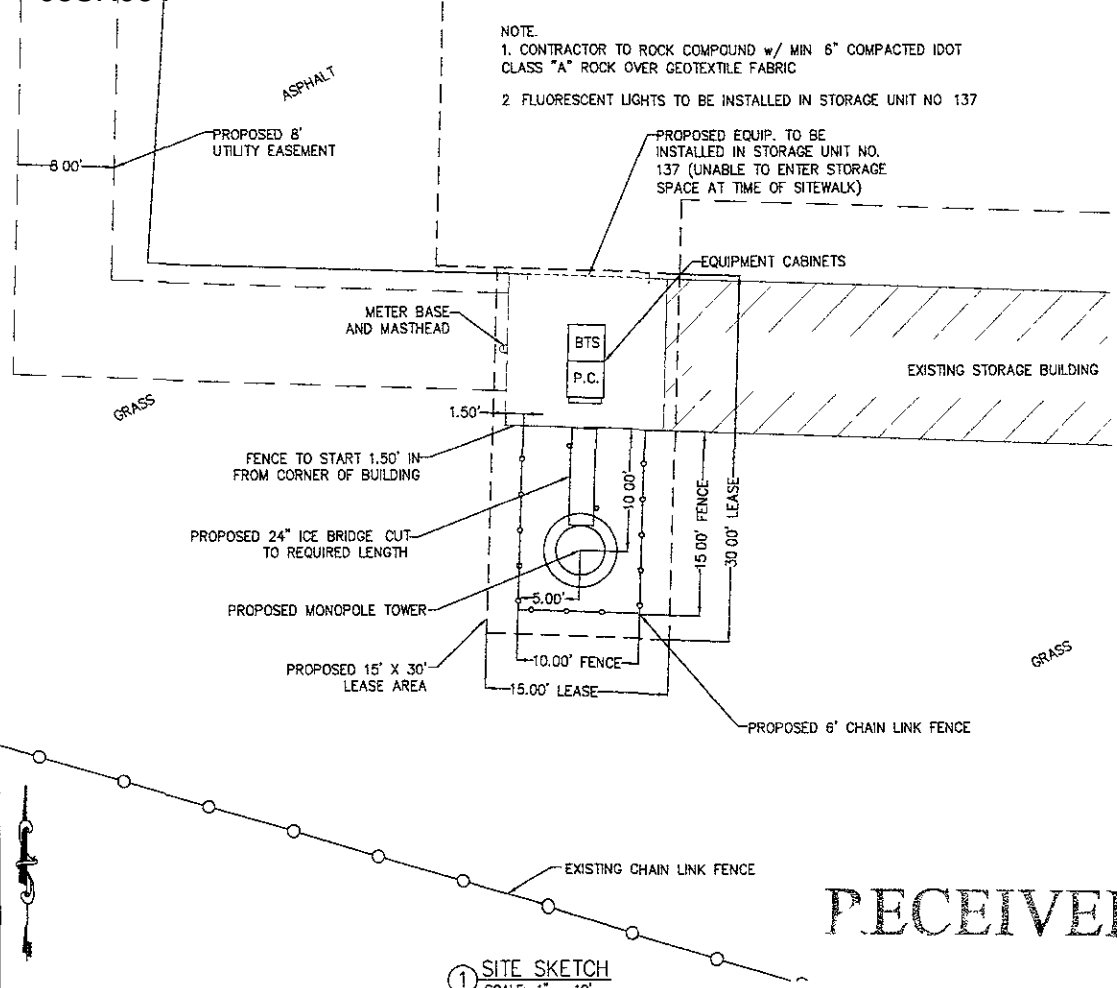 NOTE.
1. CONTRACTOR TO ROCK COMPOUND w/ MIN 6" COMPACTED IDOT
CLASS "A" ROCK OVER GEOTEXTILE FABRIC
2 FLUORESCENT LIGHTS TO BE INSTALLED IN STORAGE UNIT NO 137
ASPHALT
PROPOSED 8'
UTILITY EASEMENT
8 00'
PROPOSED EQUIP. TO BE
INSTALLED IN STORAGE UNIT NO.
137 (UNABLE TO ENTER STORAGE
SPACE AT TIME OF SITEWALK)
EQUIPMENT CABINETS
METER BASE
AND MASTHEAD
BTS
P.C.
EXISTING STORAGE BUILDING
GRASS
1.50'
FENCE TO START 1.50' IN
FROM CORNER OF BUILDING
10 00'
15 00' FENCE
30 00' LEASE
PROPOSED 24" ICE BRIDGE CUT
TO REQUIRED LENGTH
PROPOSED MONOPOLE TOWER
5.00'
PROPOSED 15' X 30'
LEASE AREA
10.00' FENCE
15.00' LEASE
GRASS
PROPOSED 6' CHAIN LINK FENCE
EXISTING CHAIN LINK FENCE
RECEIVE
1 SITE SKETCH